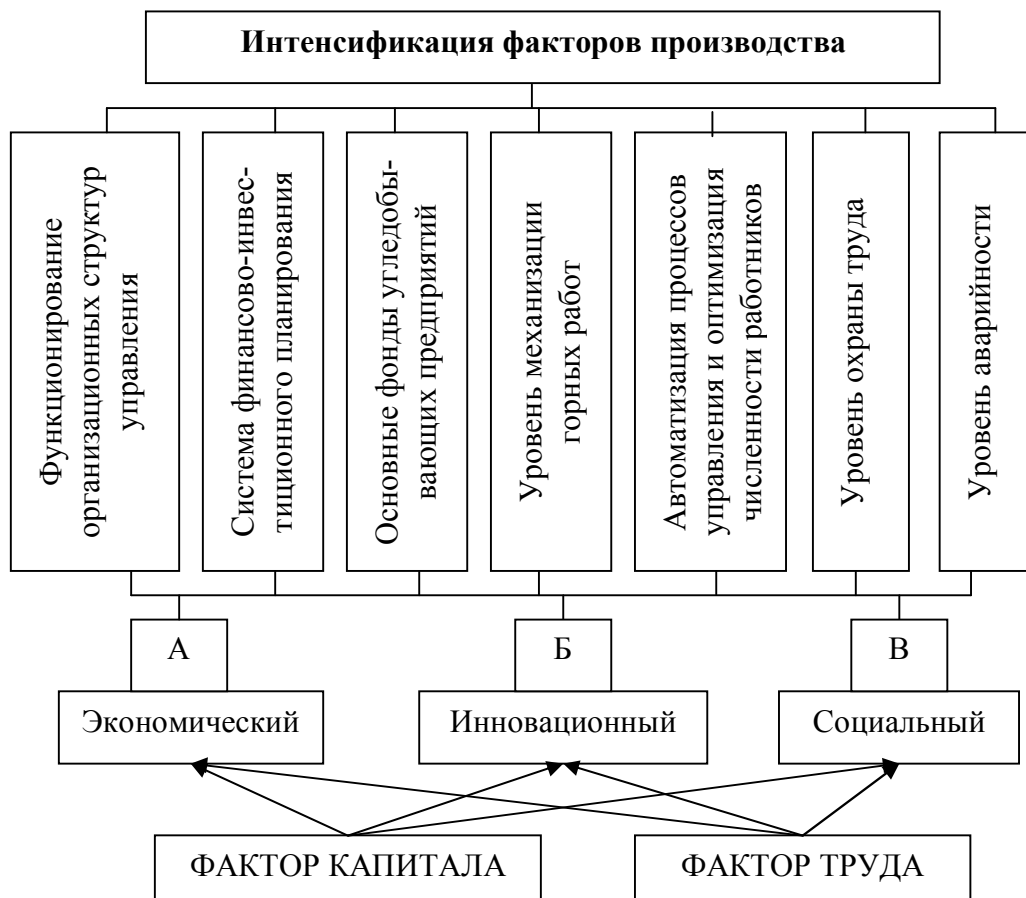 Интенсификация факторов производства
Функционирование
организационных структур
управления
Система финансово-инвес-
тиционного планирования
Основные фонды угледобы-
вающих предприятий
Уровень механизации
горных работ
Автоматизация процессов
управления и оптимизация
численности работников
Уровень охраны труда
Уровень аварийности
А
Б
В
Экономический
Инновационный
Социальный
ФАКТОР КАПИТАЛА
ФАКТОР ТРУДА